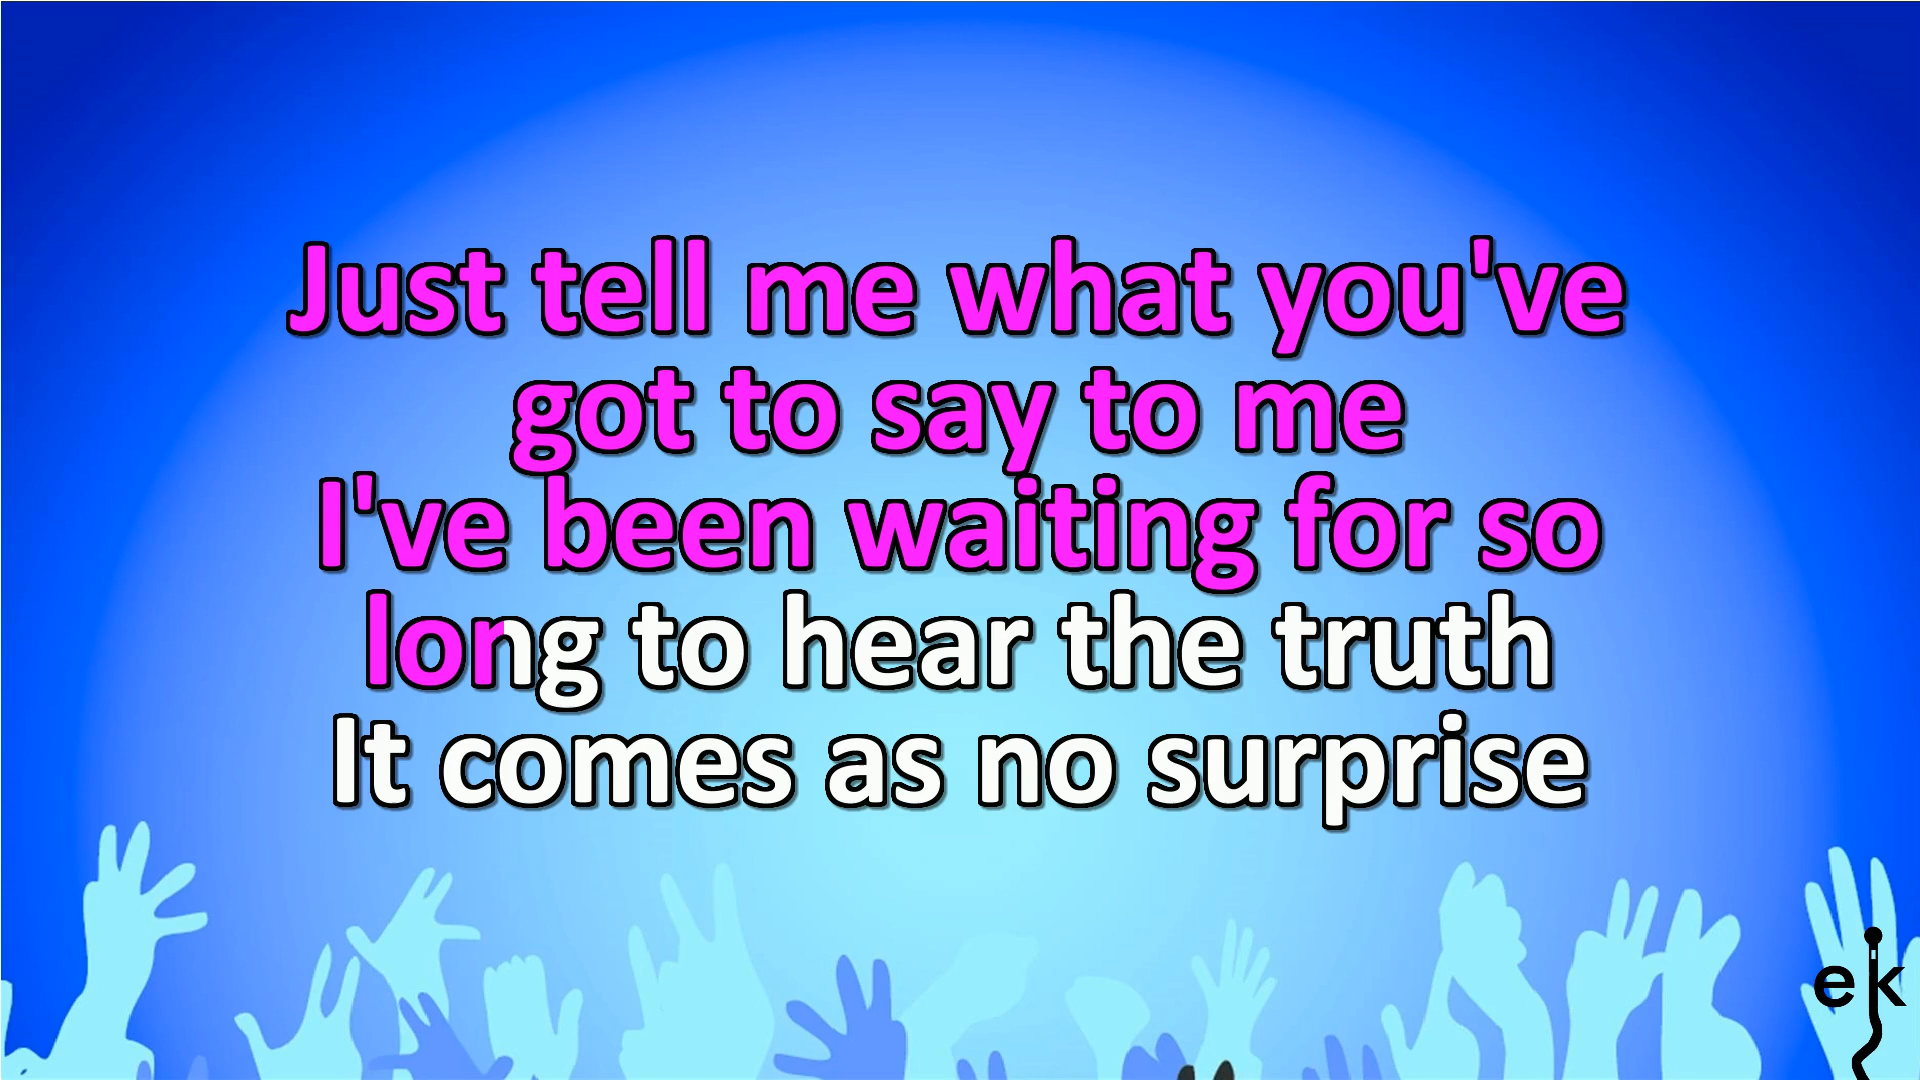 Just tell me what you've
got to say to me
I've been waiting for so
long to hear the truth
It comes as no surprise
ek